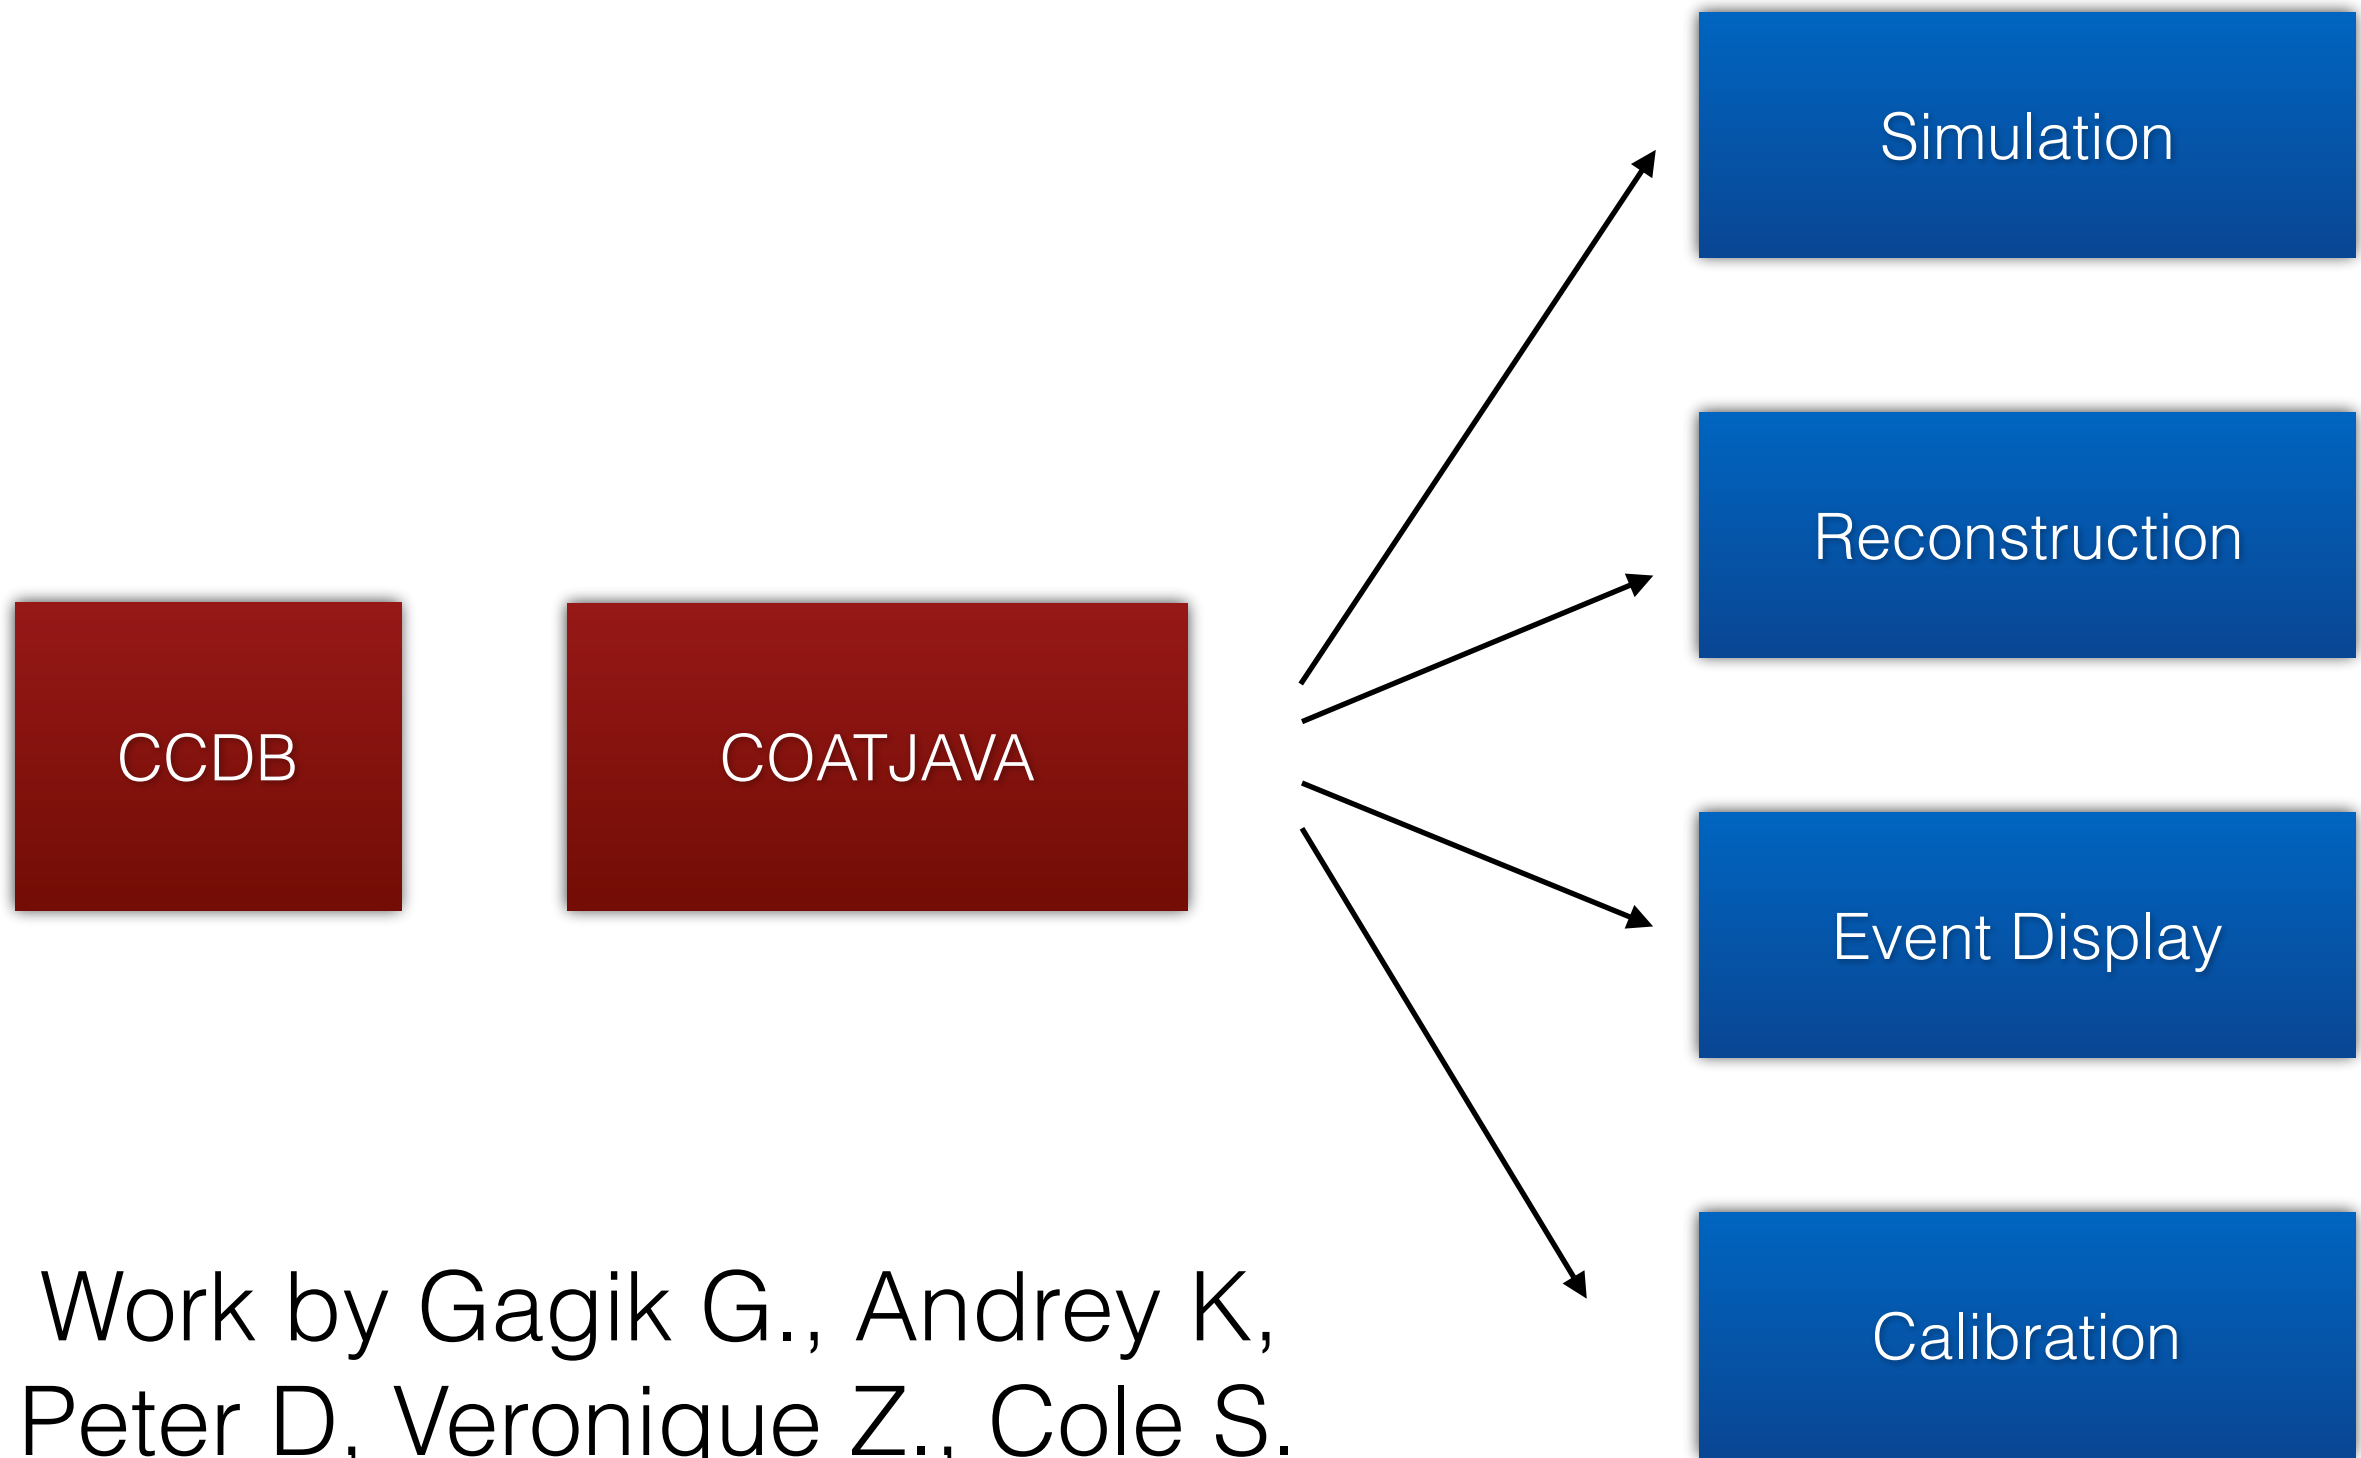 Simulation
Reconstruction
CCDB
COATJAVA
Event Display
Calibration
Work by Gagik G., Andrey K,
Peter D, Veronique Z., Cole S.